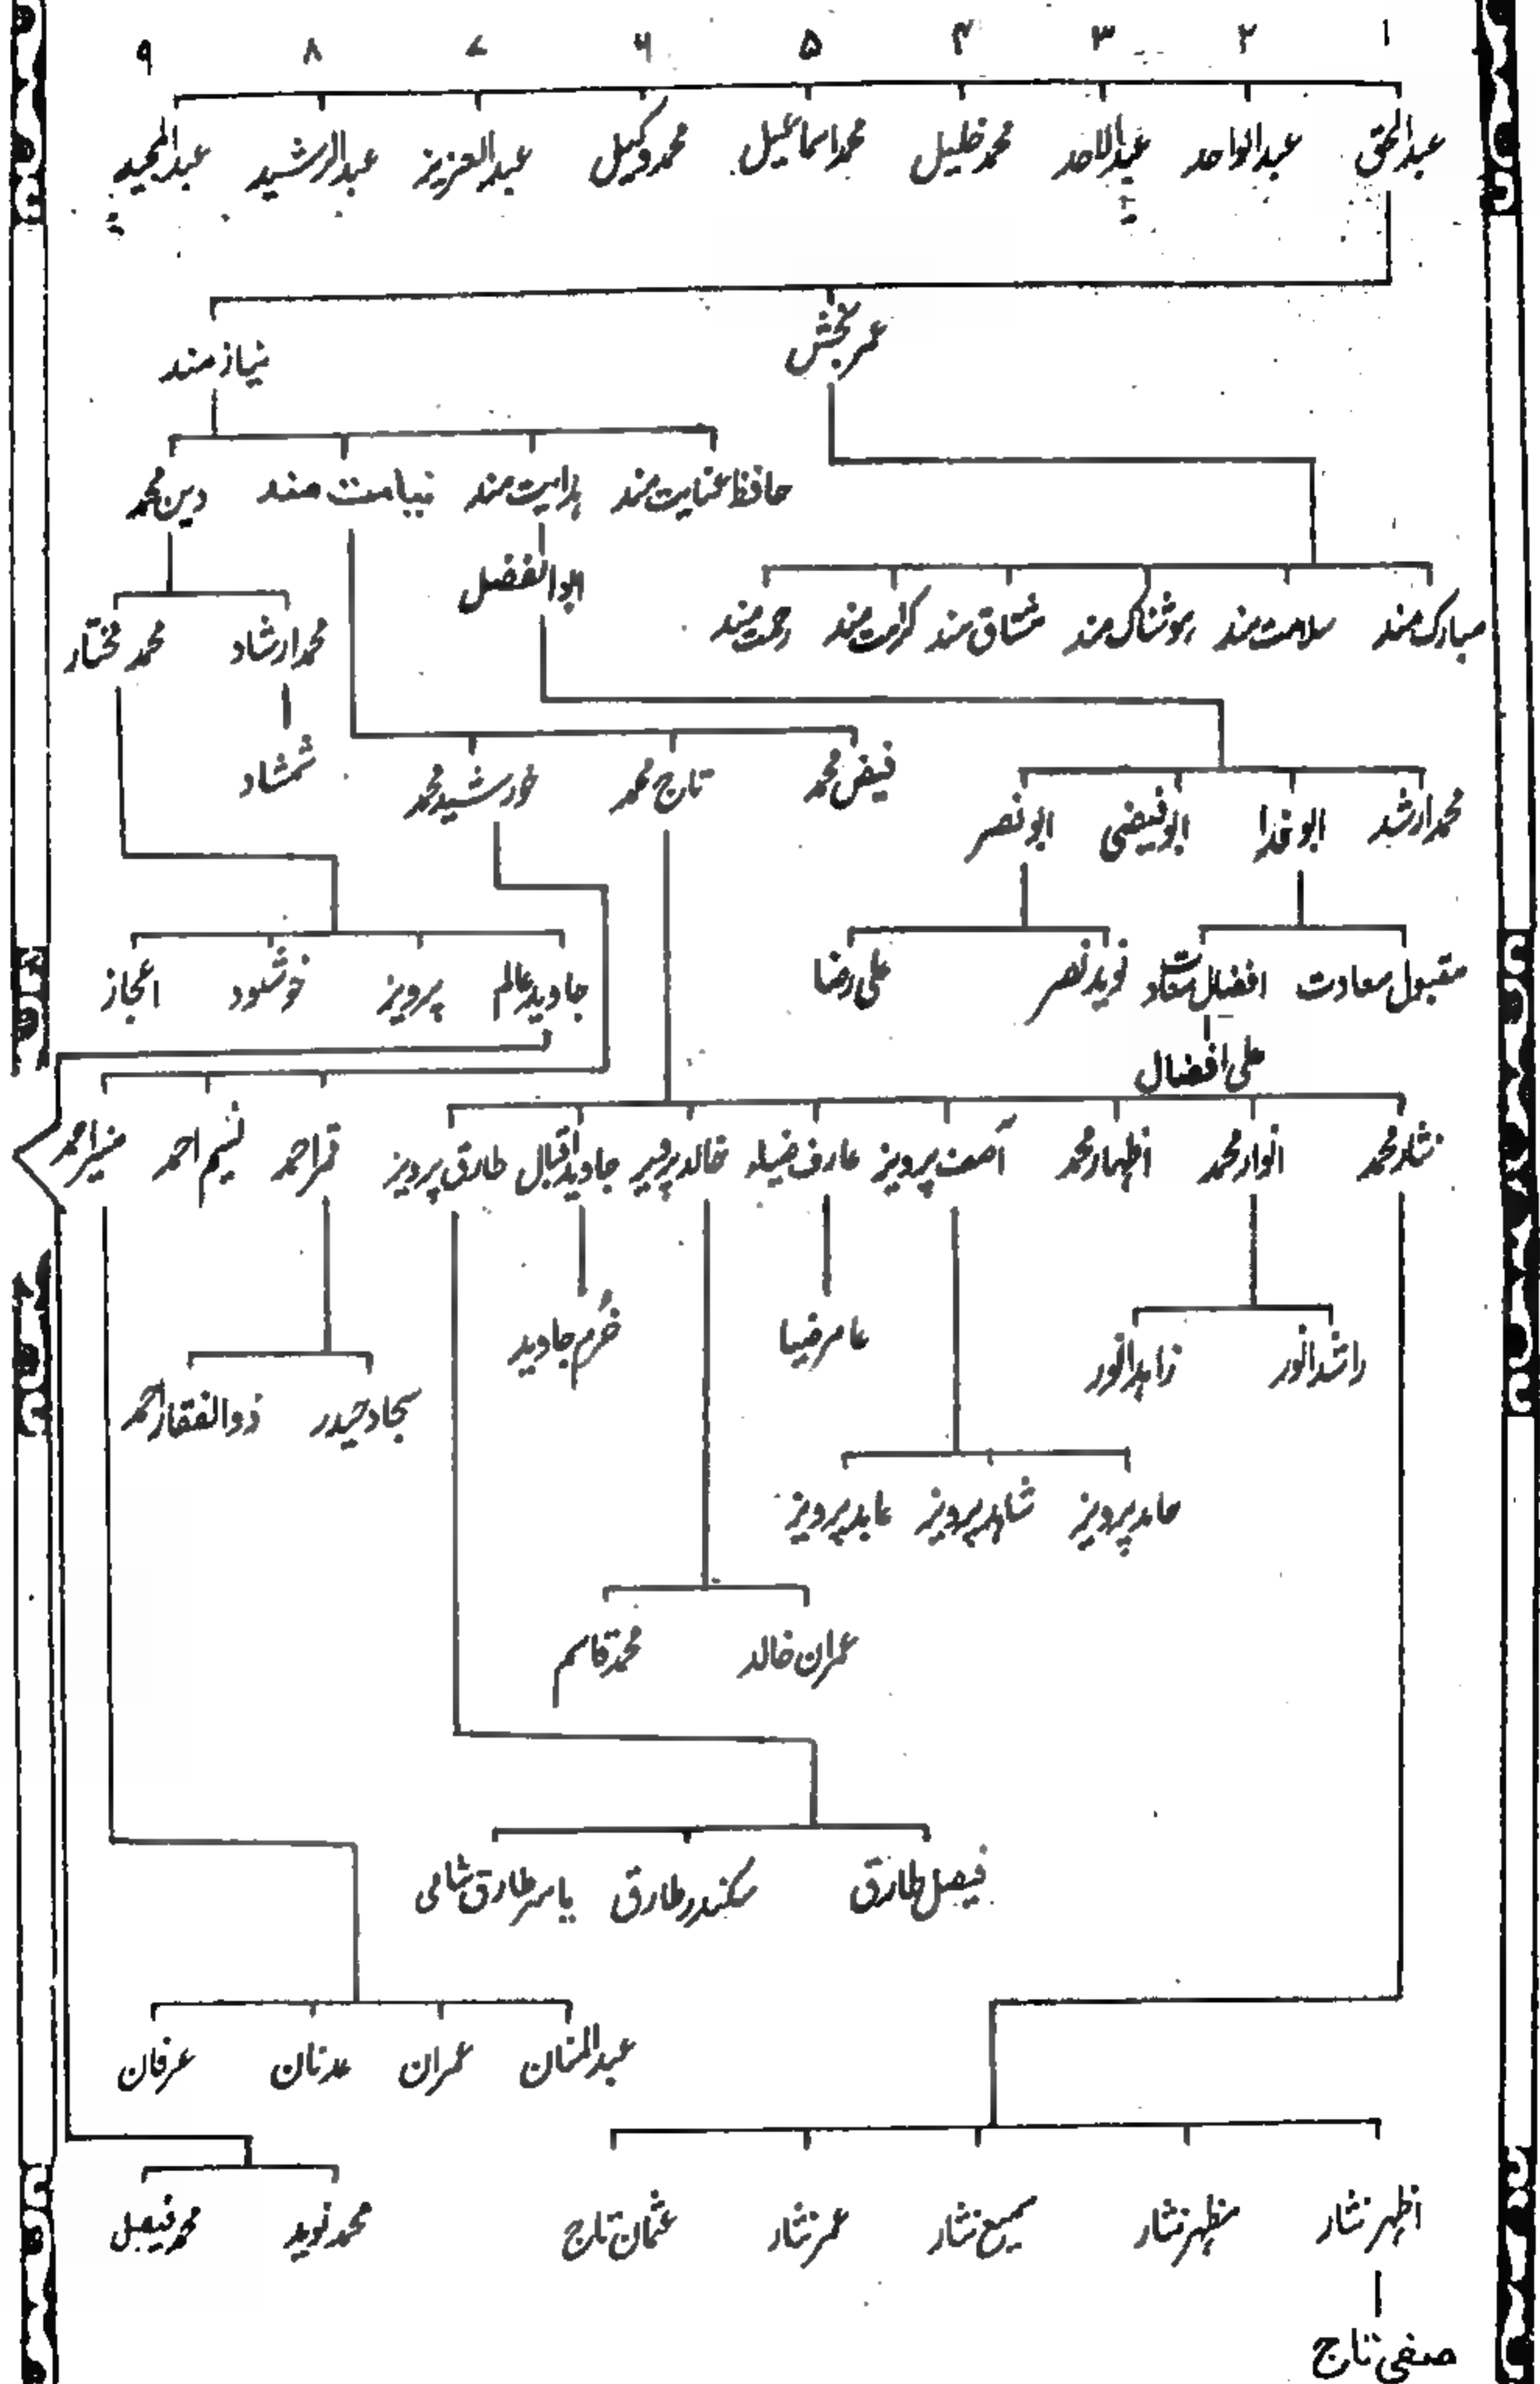 ۱ ۲ ۳ ۴ ۵ ۶ ۷ ۸ ۹
عبدالحق عبدالواحد عبدالاحد محمد خلیل محمد اسماعیل محمد وکیل عبدالعزیز عبدالرشید عبدالمجید
عمر بخش نیاز مند
حافظ عنایت مند ہدایت مند نیابت مند دین محمد
ابوالفضل
مبارک مند سلامت مند روشناک مند مشتاق مند کرامت مند رحمت مند محمد ارشاد محمد مختار
فیض محمد تاج محمد خورشید محمد شمشاد
محمد ارشد ابو فدا ابو فیضی ابو نصر
مقبول سعادت افضال سعادت نوید نصر علی رضا جاوید عالم پرویز خوشنود اعجاز
علی افضال
نثار محمد انوار محمد اظہار محمد آصف پرویز عارف ضیاء خالد پرویز جاوید اقبال طارق پرویز قمر احمد نسیم احمد منیر احمد
راشد انور زاہد انور عامر ضیا خرم جاوید
سجاد حیدر ذوالفقار احمد
حامد پرویز شاہد پرویز عابد پرویز
عمران خالد محمد قاسم
فیصل طارق سکندر طارق یاسر طارق شامی
عبدالمنان عمران عدنان عرفان
اظہر نثار مظہر نثار سمیع نثار عمر نثار عثمان تاج محمد نوید محمد فیصل
صفی تاج